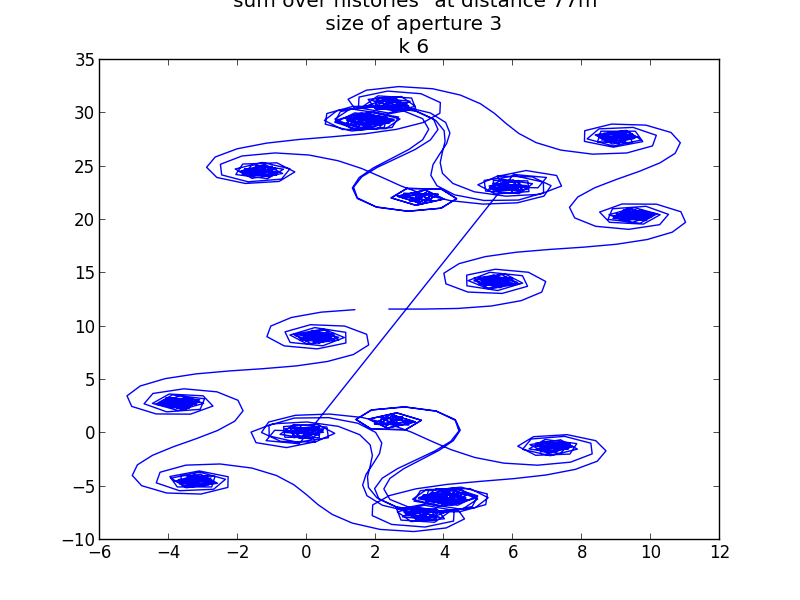 sum over histories" at distance 77m
size of aperture 3
k 6
35
30
25
20
15
10
5
0
−5
−10
−6 −4 −2 0 2 4 6 8 10 12